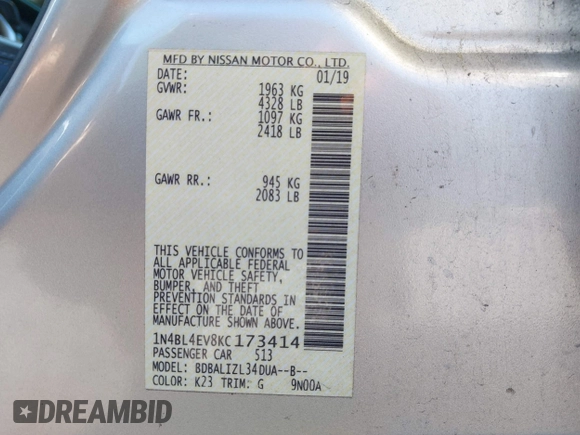 MFD BY NISSAN MOTOR CO., LTD.
DATE: 01/19
GVWR: 1963 KG
4328 LB
GAWR FR.: 1097 KG
2418 LB
GAWR RR.: 945 KG
2083 LB
THIS VEHICLE CONFORMS TO
ALL APPLICABLE FEDERAL
MOTOR VEHICLE SAFETY,
BUMPER, AND THEFT
PREVENTION STANDARDS IN
EFFECT ON THE DATE OF
MANUFACTURE SHOWN ABOVE.
1N4BL4EV8KC173414
PASSENGER CAR 513
MODEL: BDBALIZL34DUA--B--
COLOR: K23 TRIM: G 9N00A
DREAMBID